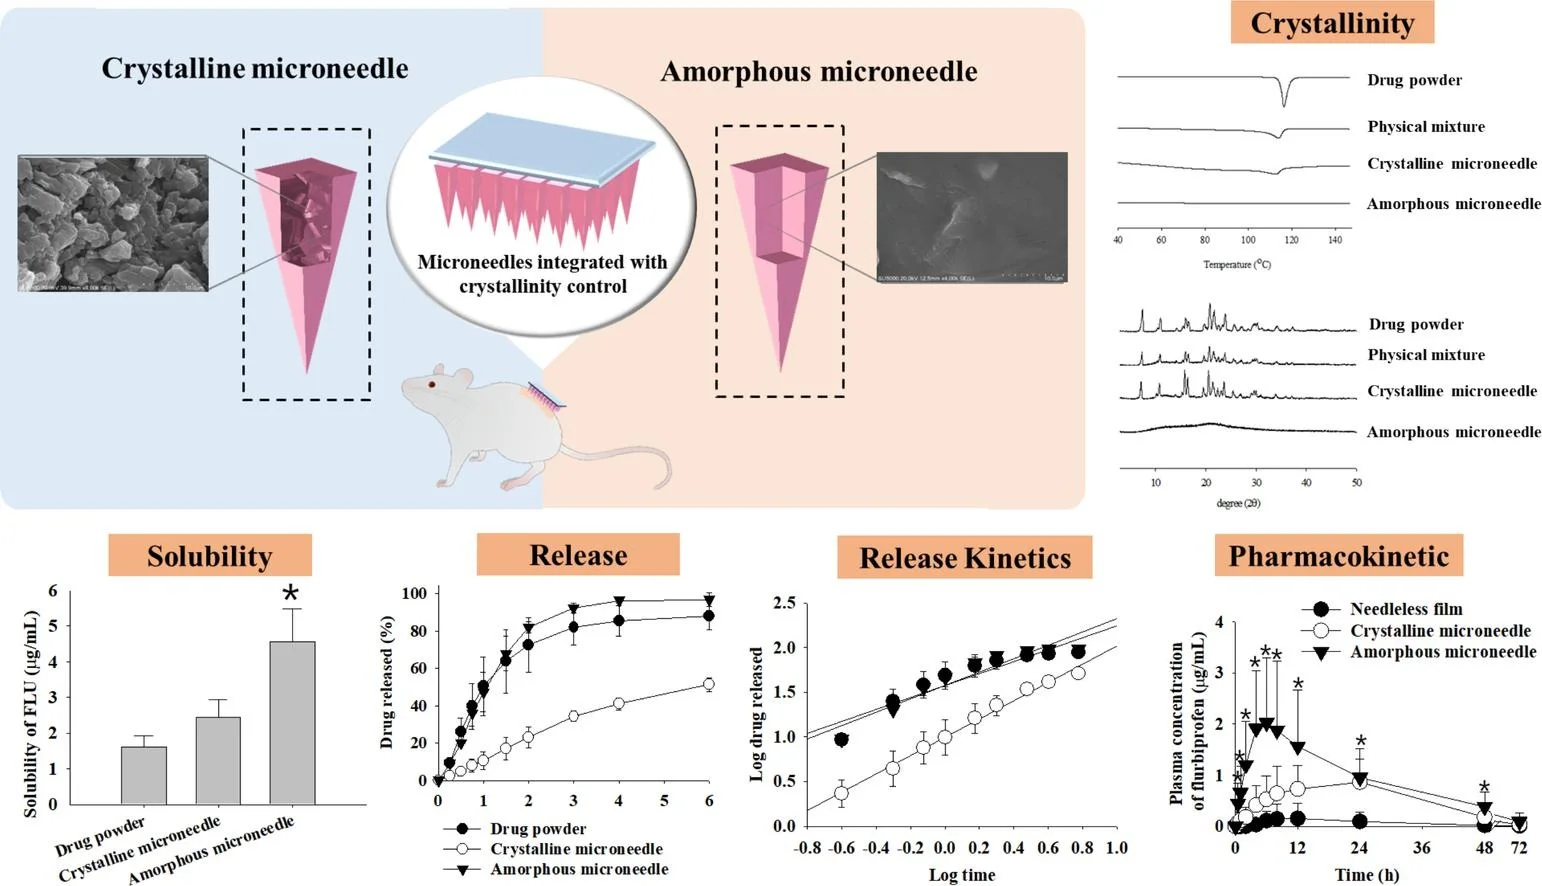 Crystalline microneedle
Amorphous microneedle
Microneedles integrated with
crystallinity control
Crystallinity
Drug powder
Physical mixture
Crystalline microneedle
Amorphous microneedle
40 60 80 100 120 140
Temperature (°C)
Drug powder
Physical mixture
Crystalline microneedle
Amorphous microneedle
10 20 30 40 50
degree (2θ)
Solubility
Solubility of FLU (μg/mL)
6
5
4
3
2
1
0
*
Drug powder
Crystalline microneedle
Amorphous microneedle
Release
Drug released (%)
100
80
60
40
20
0
0 1 2 3 4 5 6
Drug powder
Crystalline microneedle
Amorphous microneedle
Release Kinetics
Log drug released
2.5
2.0
1.5
1.0
0.5
0.0
-0.8 -0.6 -0.4 -0.2 0.0 0.2 0.4 0.6 0.8 1.0
Log time
Pharmacokinetic
Needleless film
Crystalline microneedle
Amorphous microneedle
Plasma concentration
of flurbiprofen (μg/mL)
4
3
2
1
0
* * * * * * * * *
0 12 24 36 48 72
Time (h)